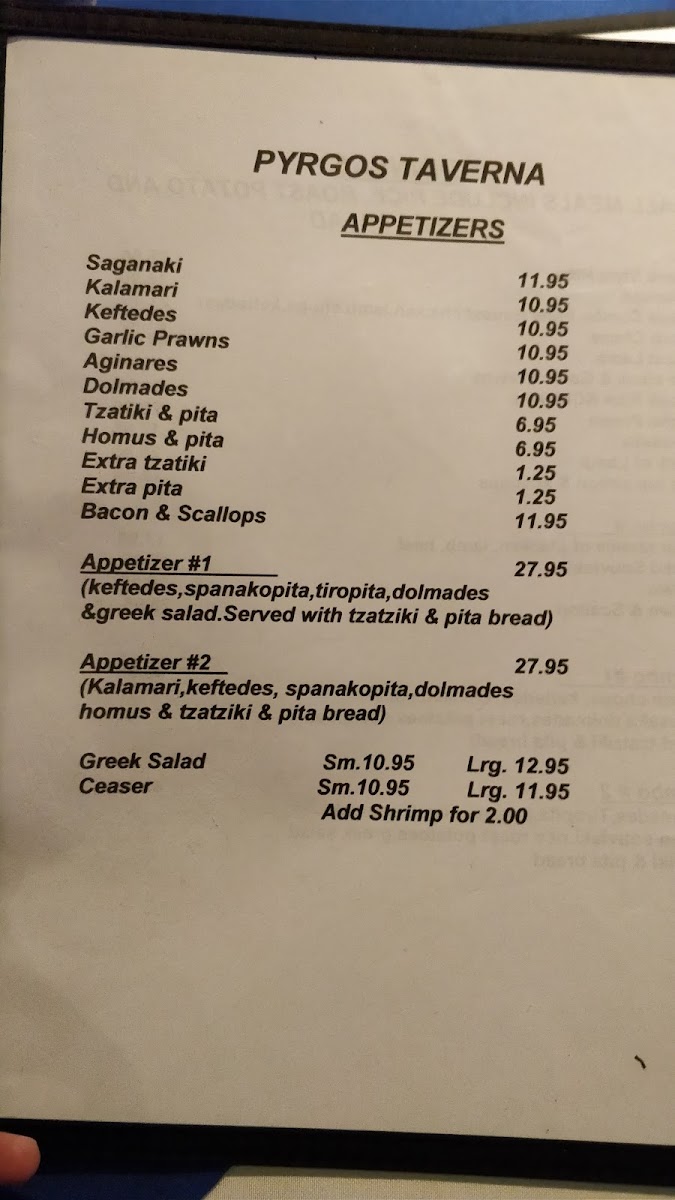 PYRGOS TAVERNA
APPETIZERS
Saganaki 11.95
Kalamari 10.95
Keftedes 10.95
Garlic Prawns 10.95
Aginares 10.95
Dolmades 10.95
Tzatiki & pita 6.95
Homus & pita 6.95
Extra tzatiki 1.25
Extra pita 1.25
Bacon & Scallops 11.95
Appetizer #1 27.95
(keftedes,spanakopita,tiropita,dolmades
&greek salad.Served with tzatziki & pita bread)
Appetizer #2 27.95
(Kalamari,keftedes, spanakopita,dolmades
homus & tzatziki & pita bread)
Greek Salad Sm.10.95 Lrg. 12.95
Ceaser Sm.10.95 Lrg. 11.95
Add Shrimp for 2.00